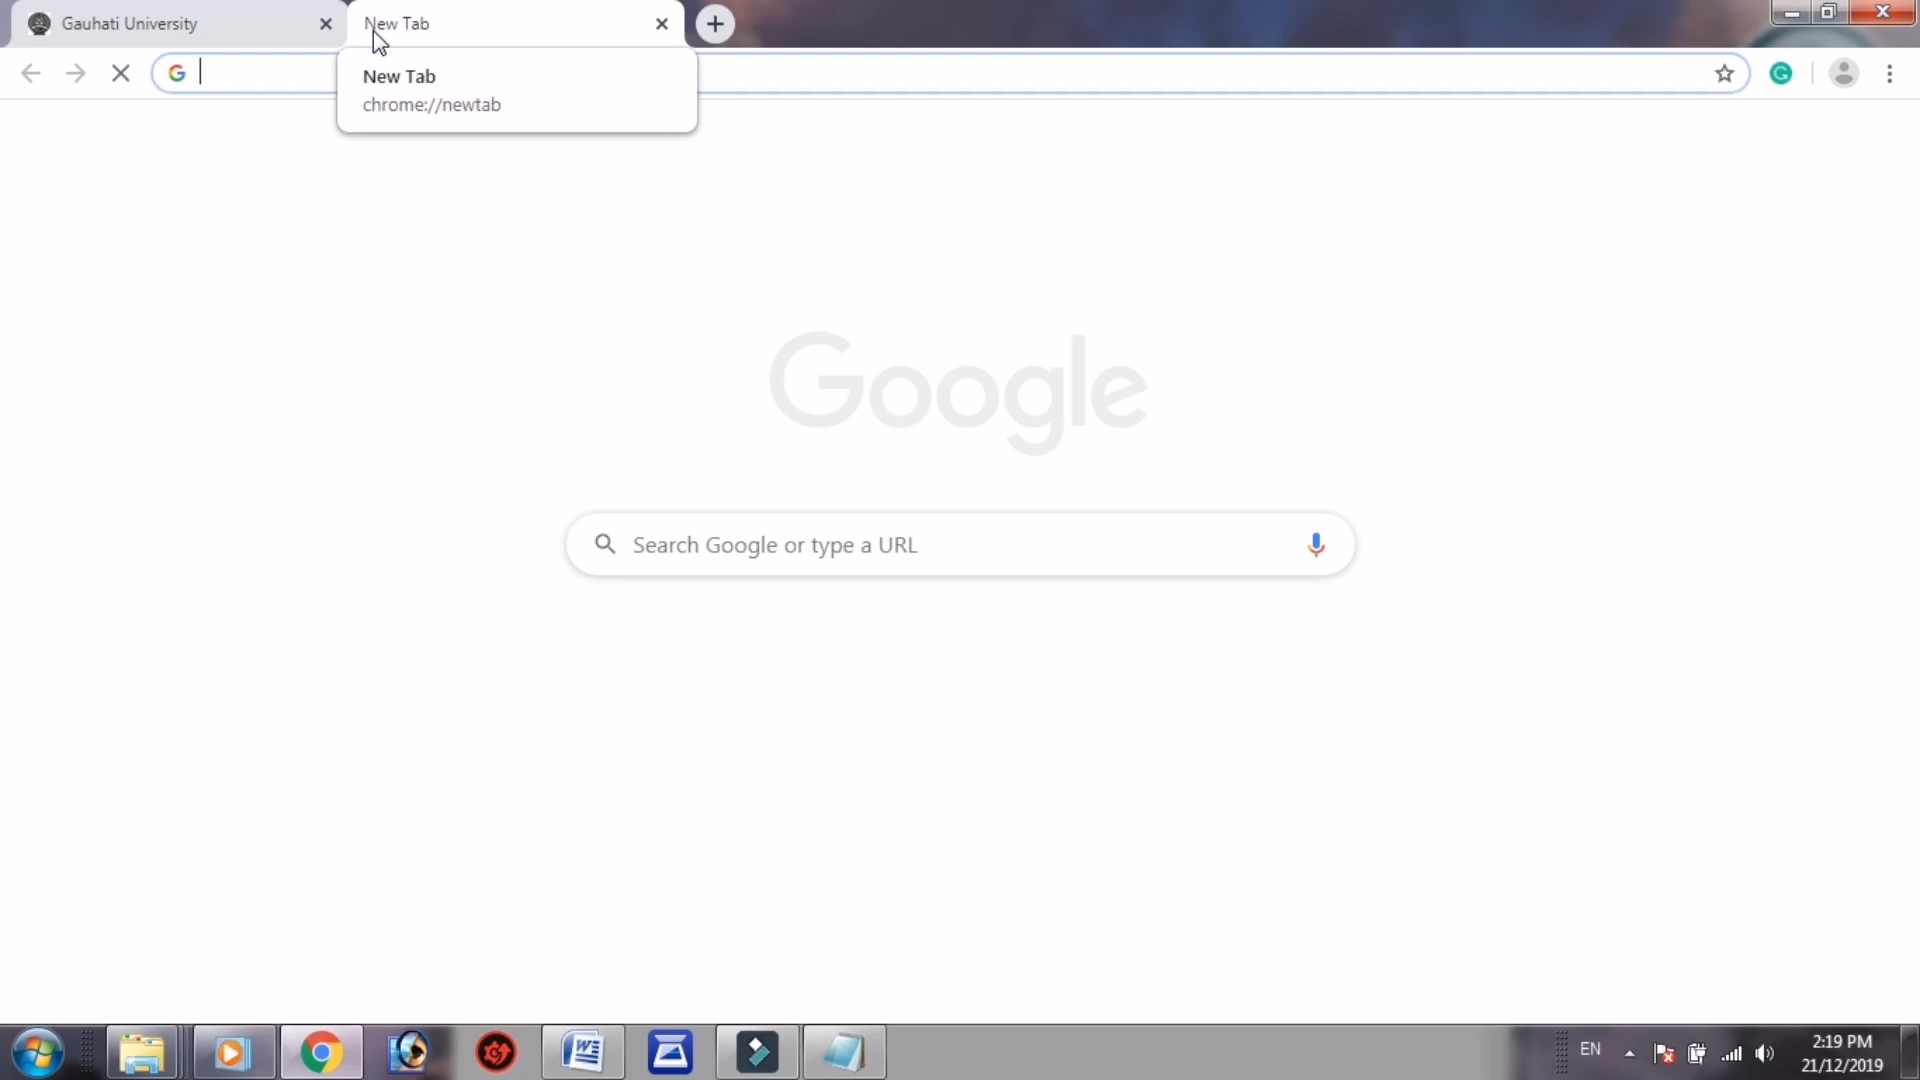 Gauhati University
New Tab
New Tab
chrome://newtab
Google
Search Google or type a URL
EN
2:19 PM
21/12/2019